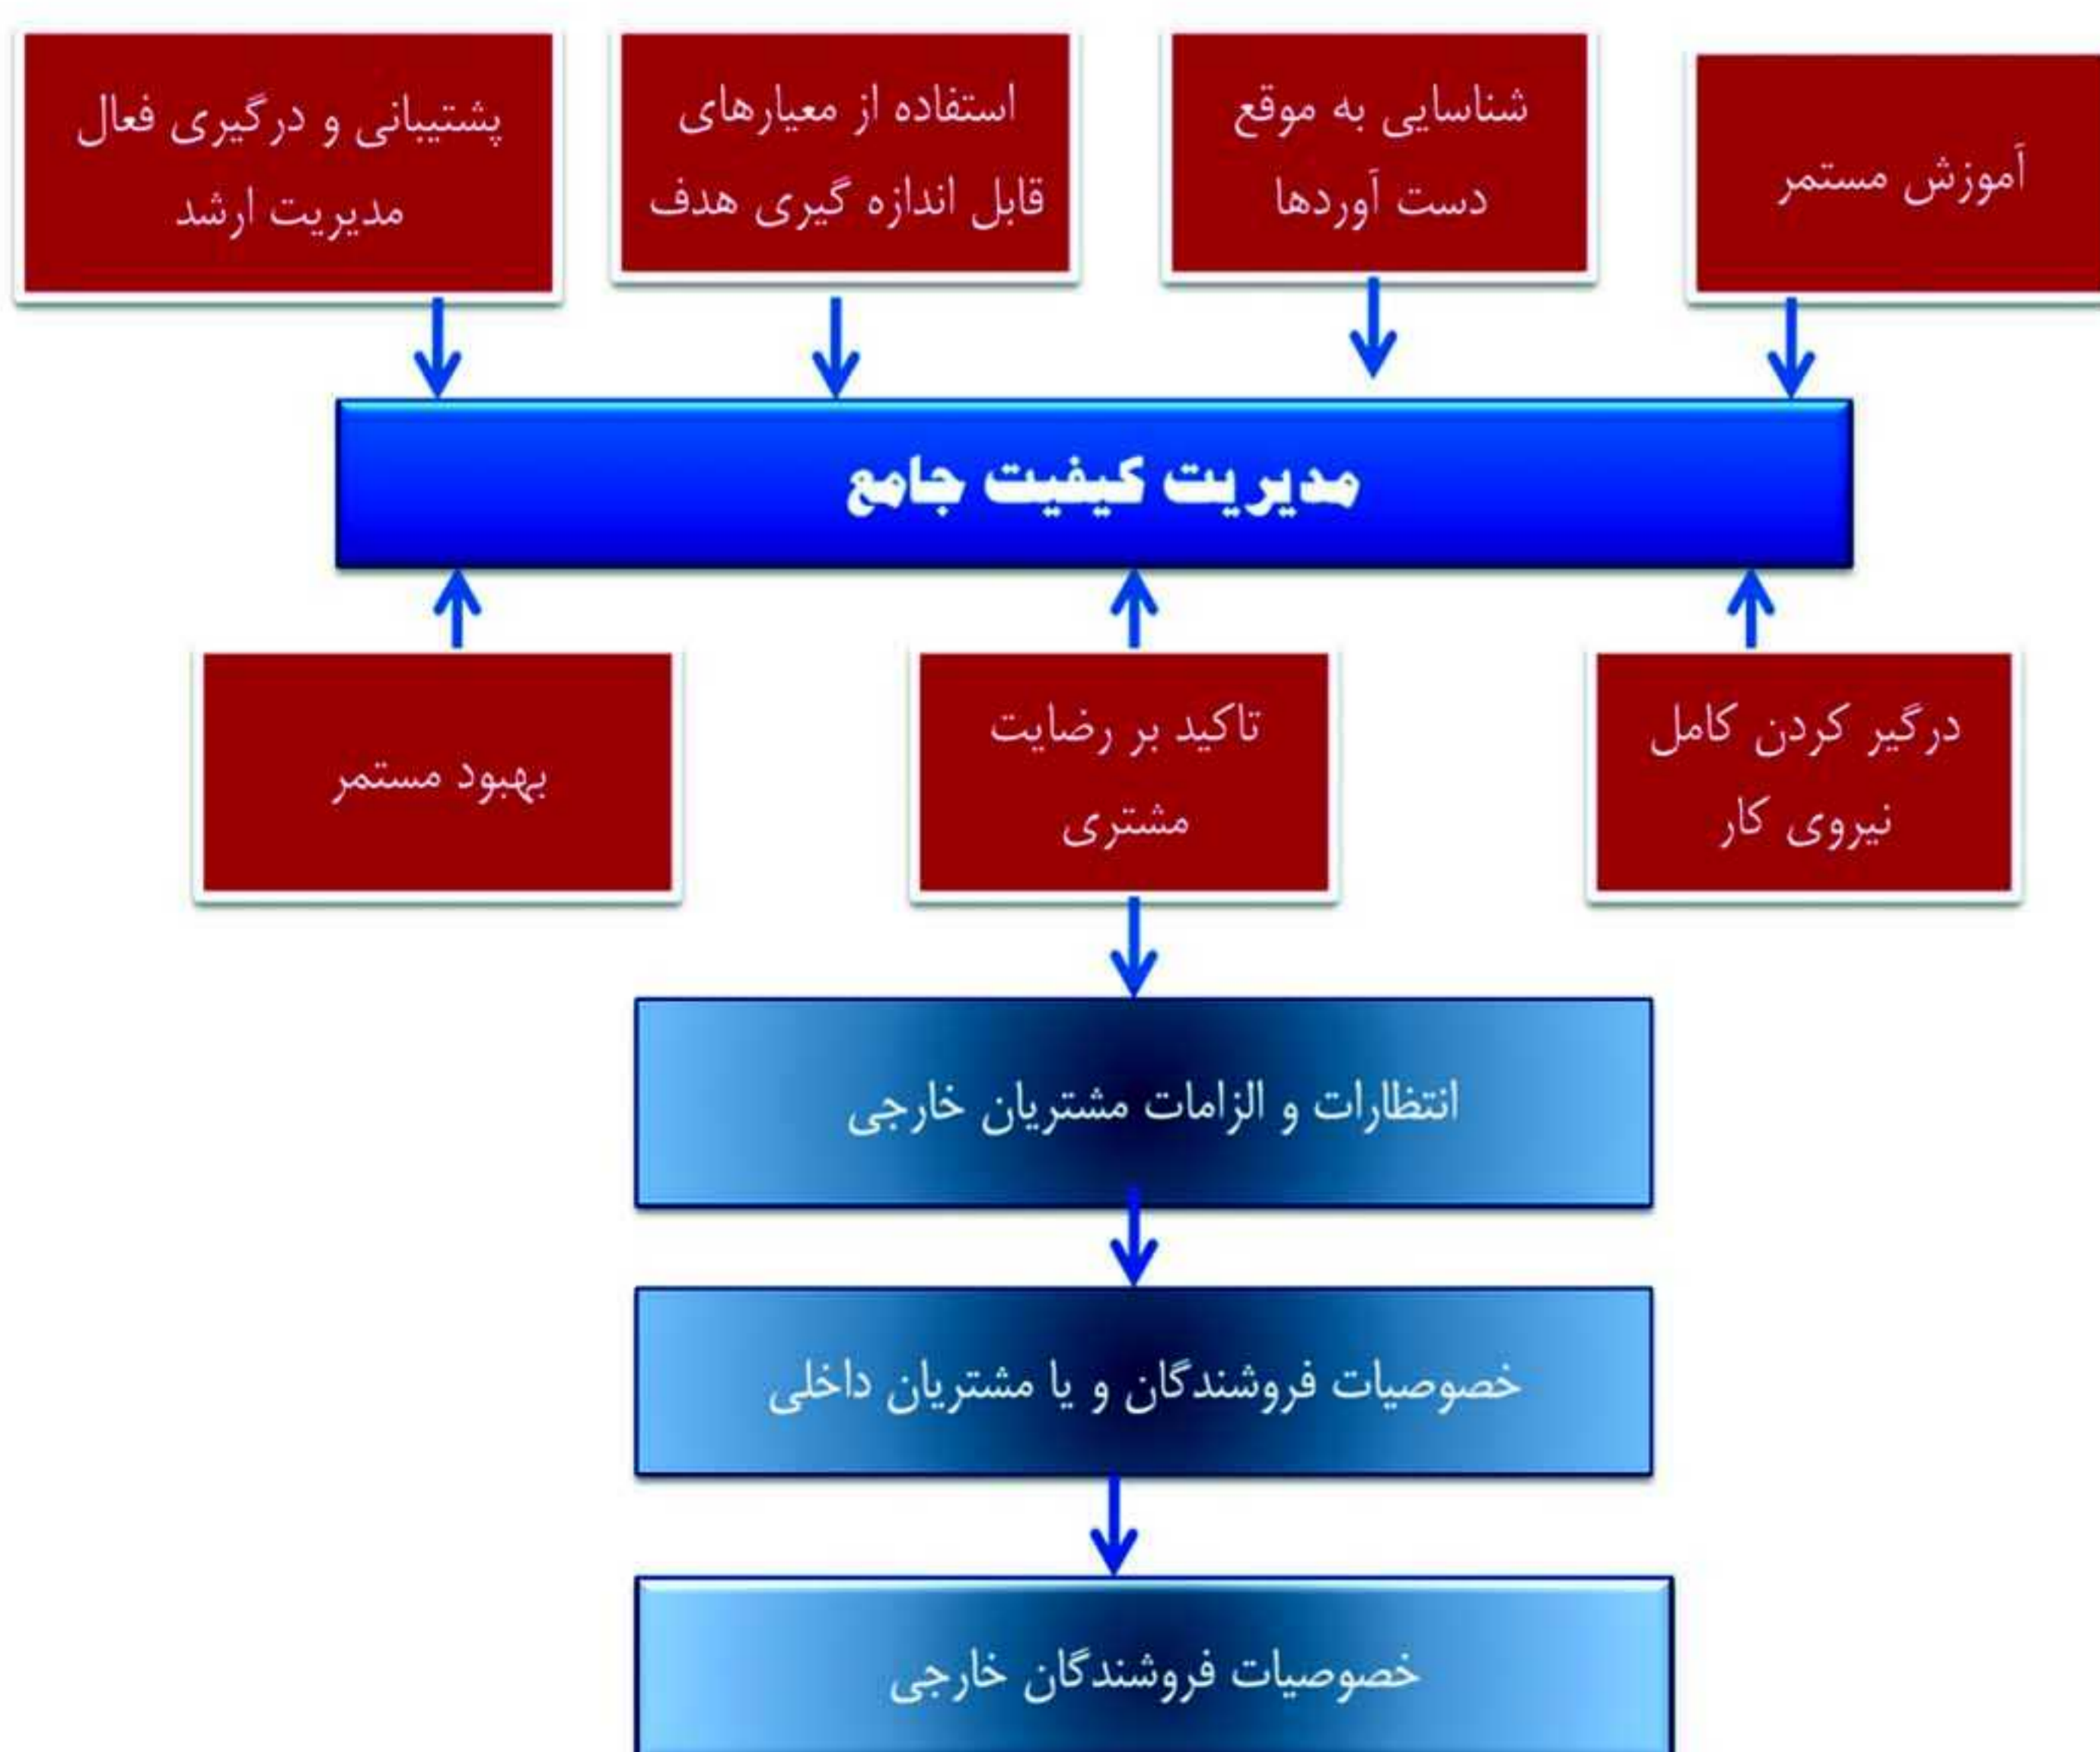 آموزش مستمر
شناسایی به موقع
دست آوردها
استفاده از معیارهای
قابل اندازه گیری هدف
پشتیبانی و درگیری فعال
مدیریت ارشد
مدیریت کیفیت جامع
درگیر کردن کامل
نیروی کار
تاکید بر رضایت
مشتری
بهبود مستمر
انتظارات و الزامات مشتریان خارجی
خصوصیات فروشندگان و یا مشتریان داخلی
خصوصیات فروشندگان خارجی